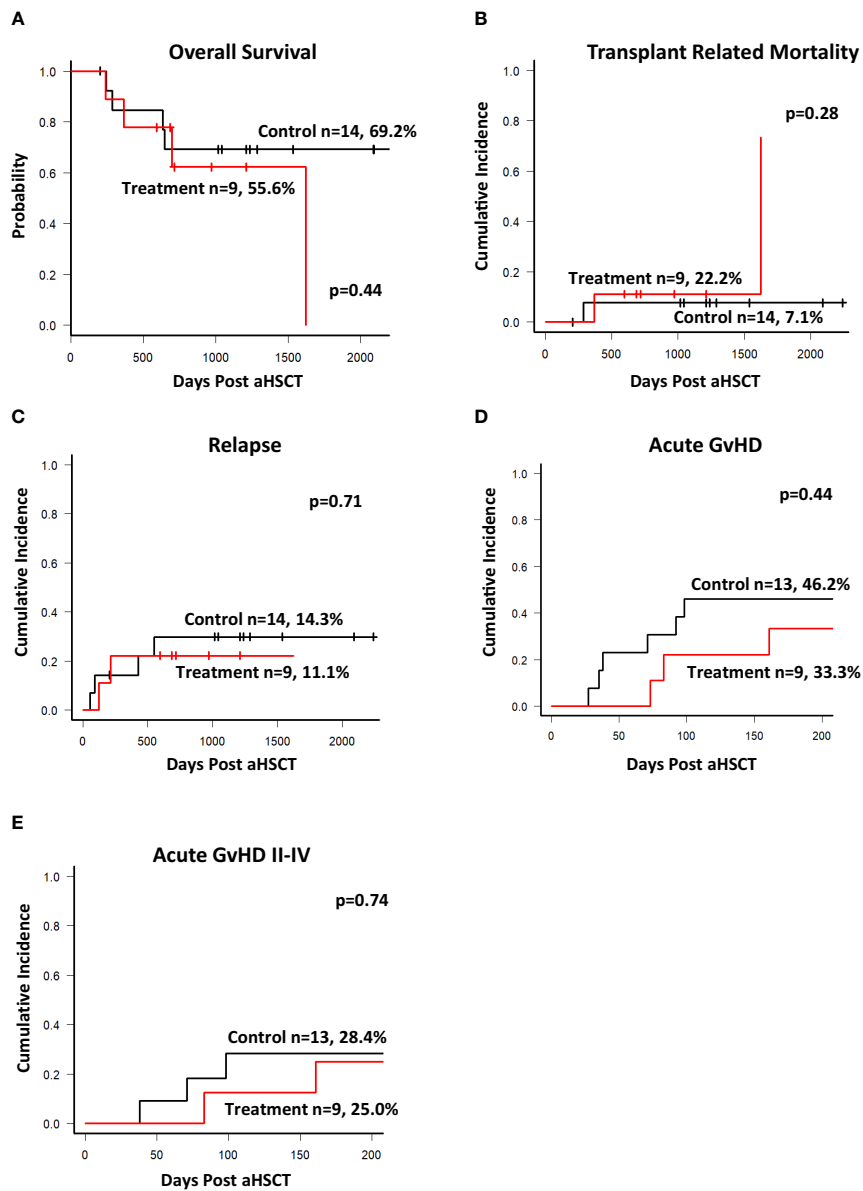 A
Overall Survival
Probability
1.0
0.8
0.6
0.4
0.2
0.0
Control n=14, 69.2%
Treatment n=9, 55.6%
p=0.44
0 500 1000 1500 2000
Days Post aHSCT
B
Transplant Related Mortality
Cumulative Incidence
1.0
0.8
0.6
0.4
0.2
0.0
p=0.28
Treatment n=9, 22.2%
Control n=14, 7.1%
0 500 1000 1500 2000
Days Post aHSCT
C
Relapse
Cumulative Incidence
1.0
0.8
0.6
0.4
0.2
0.0
p=0.71
Control n=14, 14.3%
Treatment n=9, 11.1%
0 500 1000 1500 2000
Days Post aHSCT
D
Acute GvHD
Cumulative Incidence
1.0
0.8
0.6
0.4
0.2
0.0
p=0.44
Control n=13, 46.2%
Treatment n=9, 33.3%
0 50 100 150 200
Days Post aHSCT
E
Acute GvHD II-IV
Cumulative Incidence
1.0
0.8
0.6
0.4
0.2
0.0
p=0.74
Control n=13, 28.4%
Treatment n=9, 25.0%
0 50 100 150 200
Days Post aHSCT